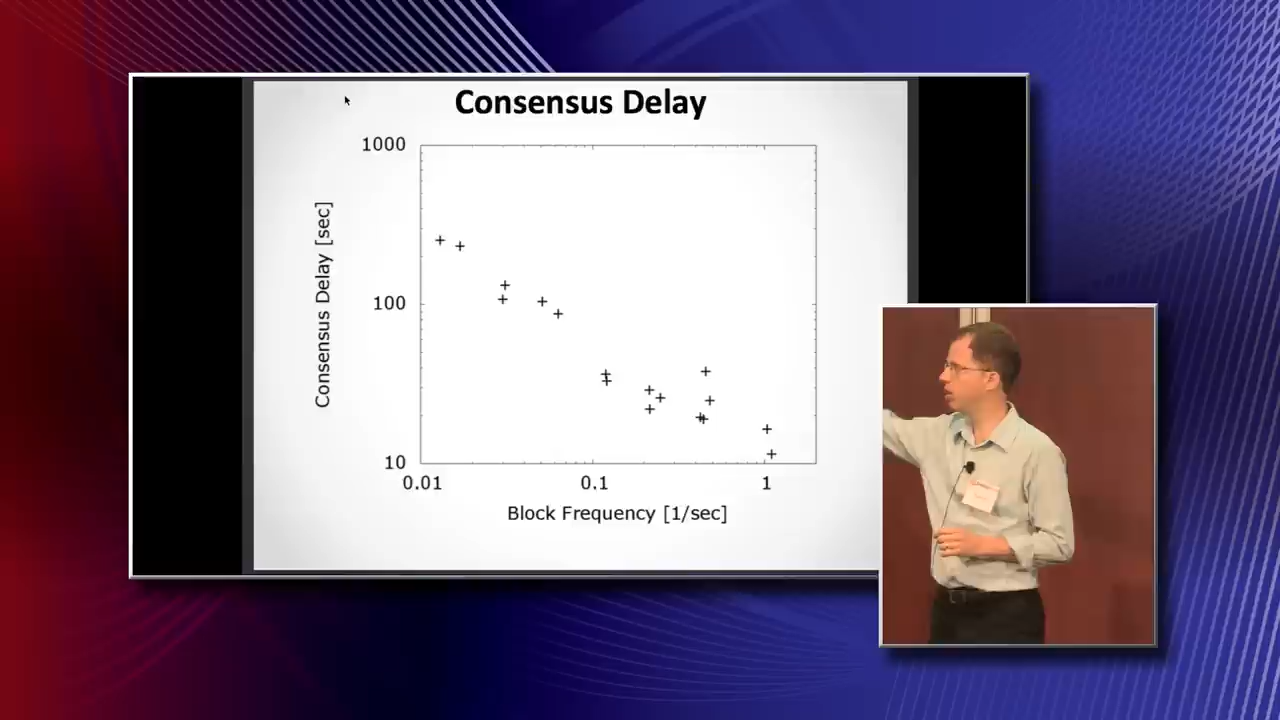 Consensus Delay
1000
100
10
Consensus Delay [sec]
0.01
0.1
1
Block Frequency [1/sec]